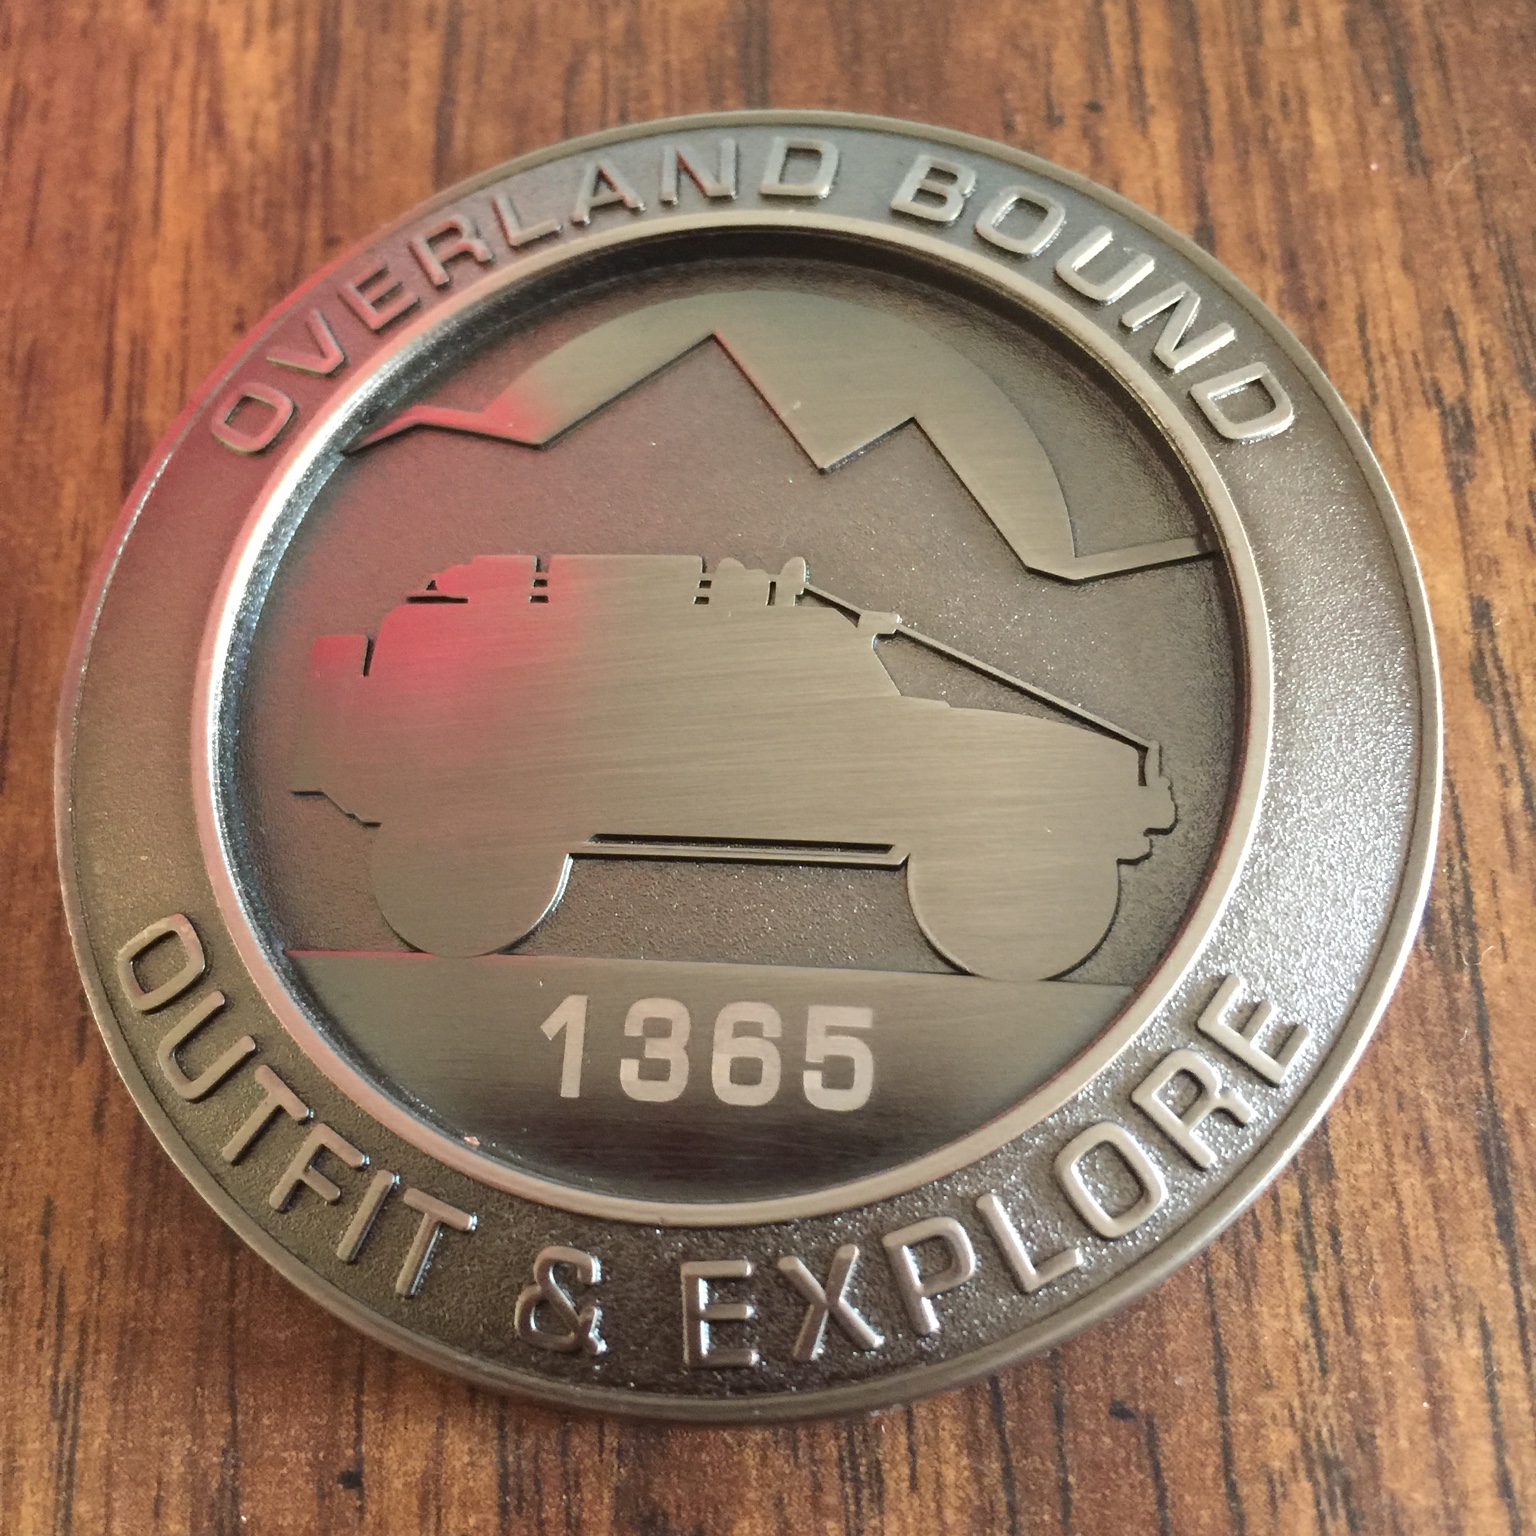 OVERLAND BOUND
1365
OUTFIT & EXPLORE